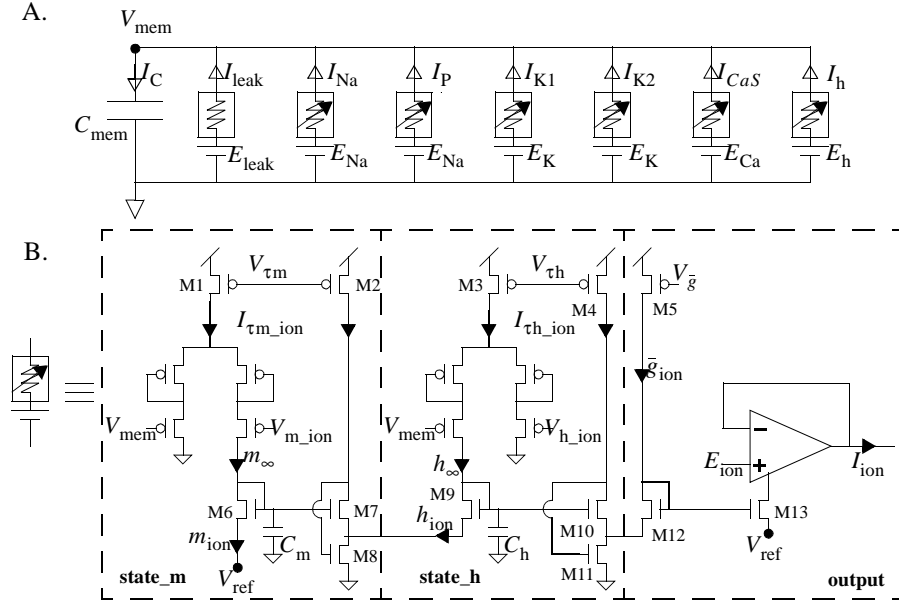 A.
V_mem
I_C I_leak I_Na I_P I_K1 I_K2 I_CaS I_h
C_mem
E_leak E_Na E_Na E_K E_K E_Ca E_h
B.
M1 V_τm M2 M3 V_τh M4 M5 V_ḡ
I_τm_ion I_τh_ion
ḡ_ion
V_mem V_m_ion V_mem V_h_ion
E_ion I_ion
m_∞ h_∞
M6 M7 M9 M10 M12 M13
m_ion C_m M8 h_ion C_h M11
V_ref V_ref
state_m state_h output